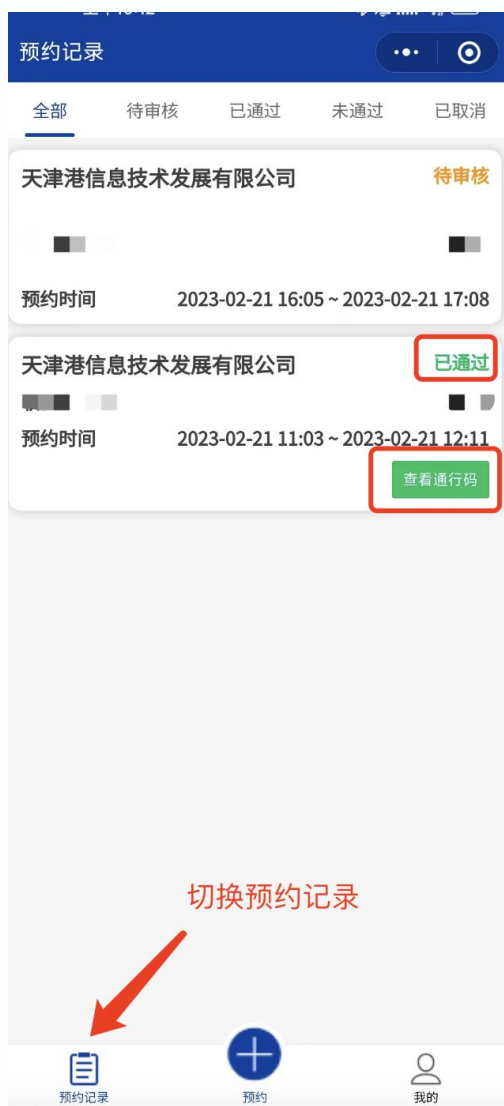 预约记录
全部 待审核 已通过 未通过 已取消
天津港信息技术发展有限公司 待审核
预约时间 2023-02-21 16:05 ~ 2023-02-21 17:08
天津港信息技术发展有限公司 已通过
预约时间 2023-02-21 11:03 ~ 2023-02-21 12:11
查看通行码
切换预约记录
预约记录 预约 我的